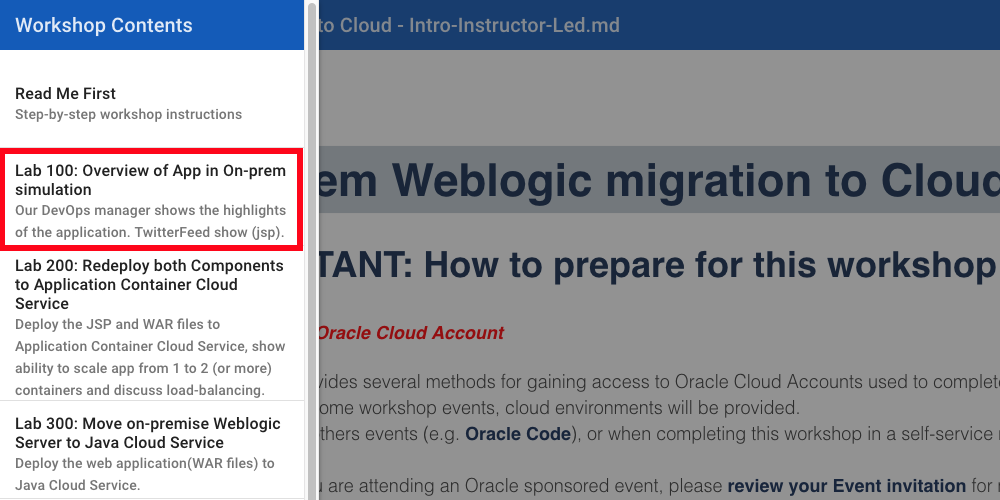 Workshop Contents
to Cloud - Intro-Instructor-Led.md
Read Me First
Step-by-step workshop instructions
Lab 100: Overview of App in On-prem
simulation
Our DevOps manager shows the highlights
of the application. TwitterFeed show (jsp).
Lab 200: Redeploy both Components
to Application Container Cloud
Service
Deploy the JSP and WAR files to
Application Container Cloud Service, show
ability to scale app from 1 to 2 (or more)
containers and discuss load-balancing.
Lab 300: Move on-premise Weblogic
Server to Java Cloud Service
Deploy the web application(WAR files) to
Java Cloud Service.
em Weblogic migration to Cloud
TANT: How to prepare for this workshop
Oracle Cloud Account
vides several methods for gaining access to Oracle Cloud Accounts used to complete
ome workshop events, cloud environments will be provided.
thers events (e.g. Oracle Code), or when completing this workshop in a self-service
u are attending an Oracle sponsored event, please review your Event invitation for